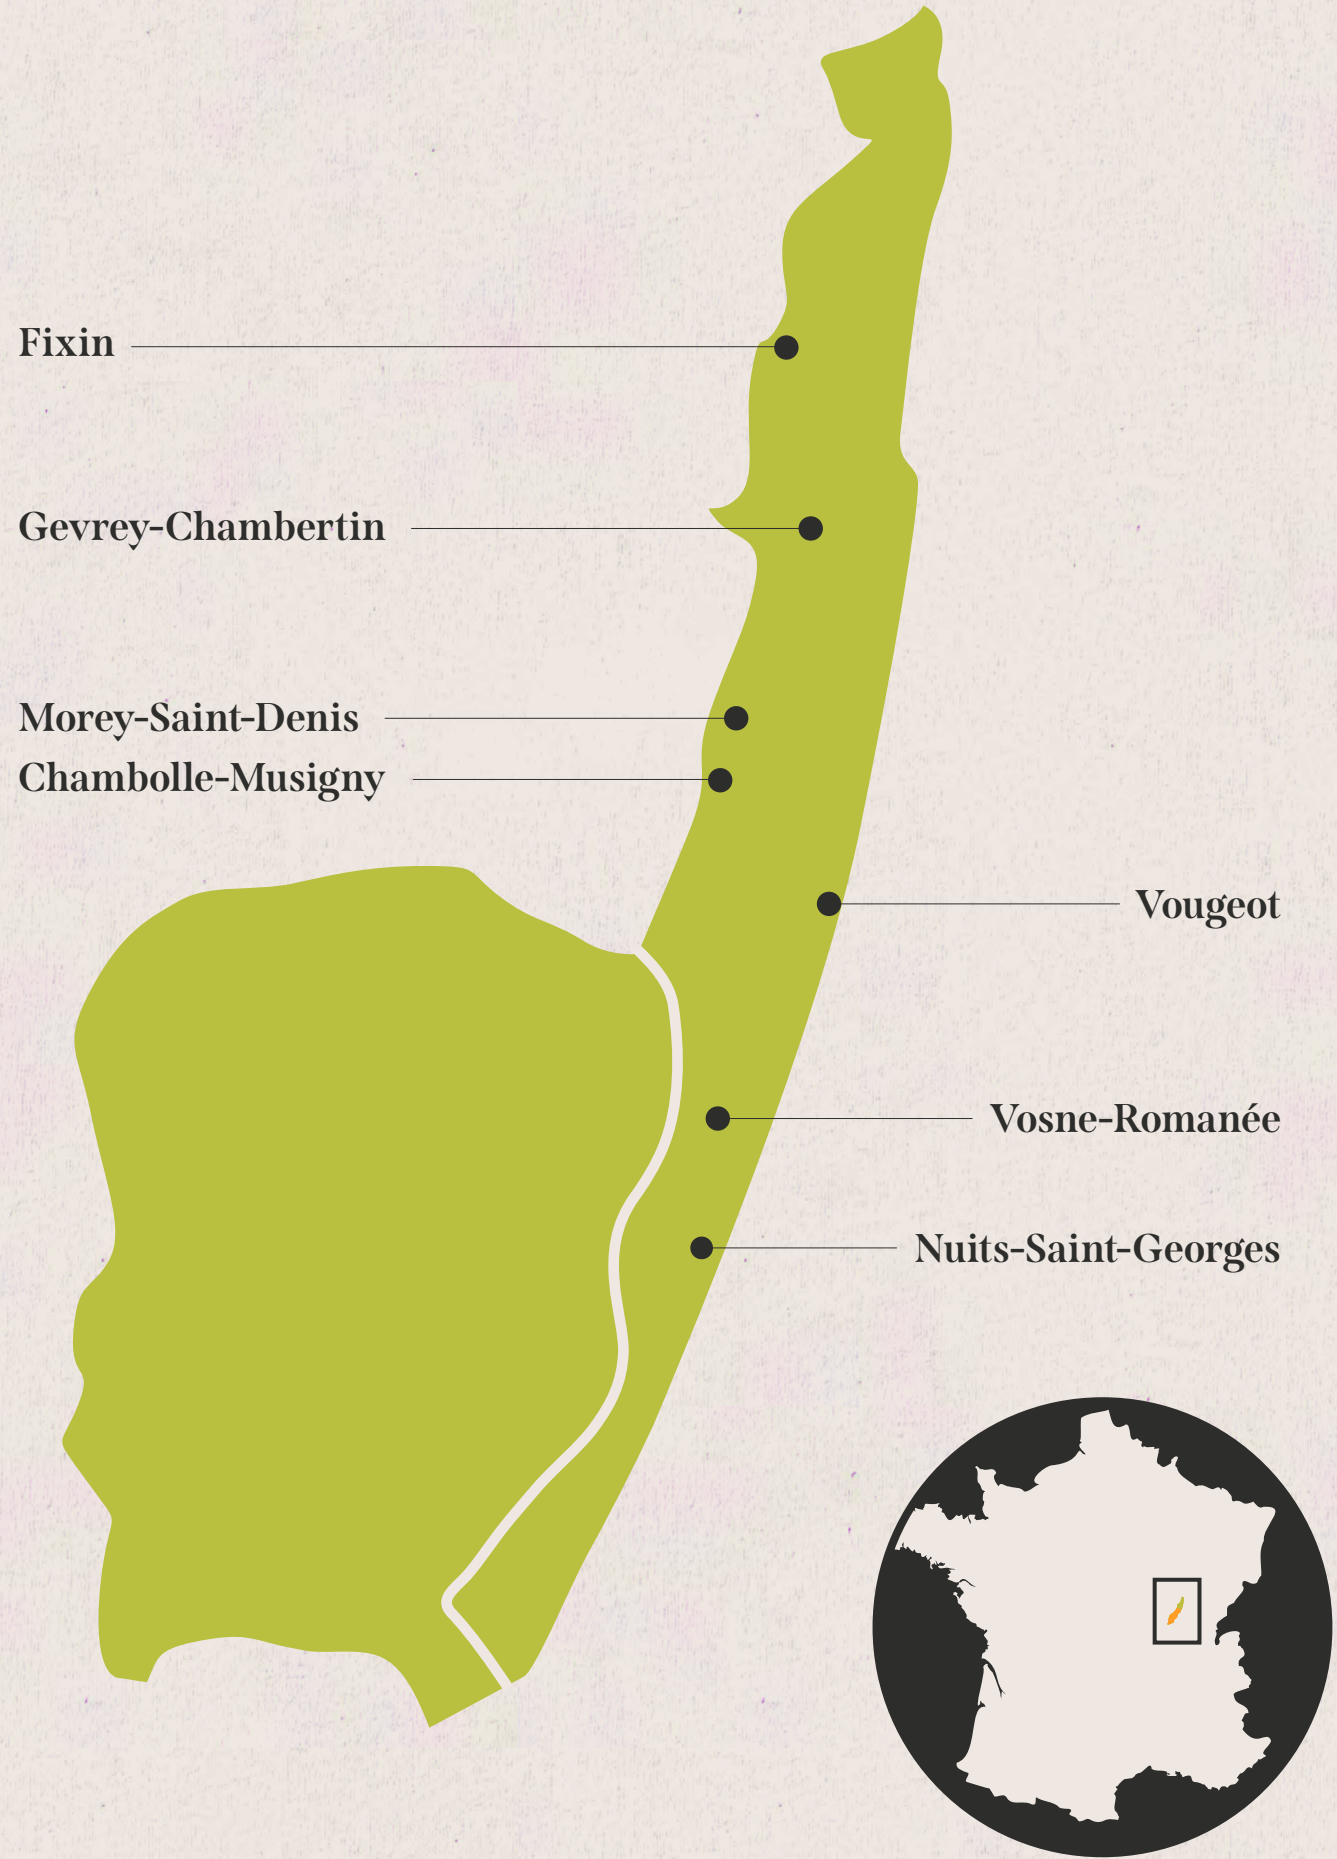 Fixin
Gevrey-Chambertin
Morey-Saint-Denis
Chambolle-Musigny
Vougeot
Vosne-Romanée
Nuits-Saint-Georges